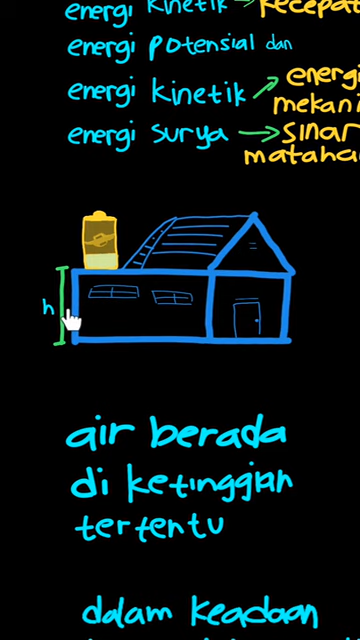 energi kinetik → kecepat
energi potensial dan
energi kinetik energi
mekani
energi surya → sinar
matahar
h
air berada
di ketinggian
tertentu
dalam keadaan